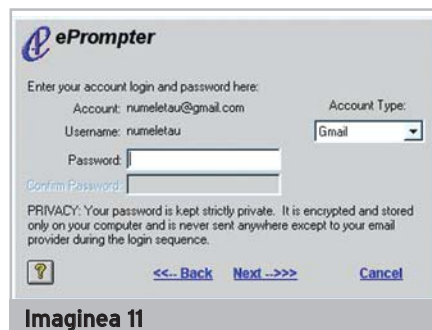 ePrompter
Enter your account login and password here:
Account: numeletau@gmail.com
Account Type:
Username: numeletau
Gmail
Password:
Confirm Password:
PRIVACY: Your password is kept strictly private. It is encrypted and stored
only on your computer and is never sent anywhere except to your email
provider during the login sequence.
? <<-- Back Next -->>> Cancel
Imaginea 11